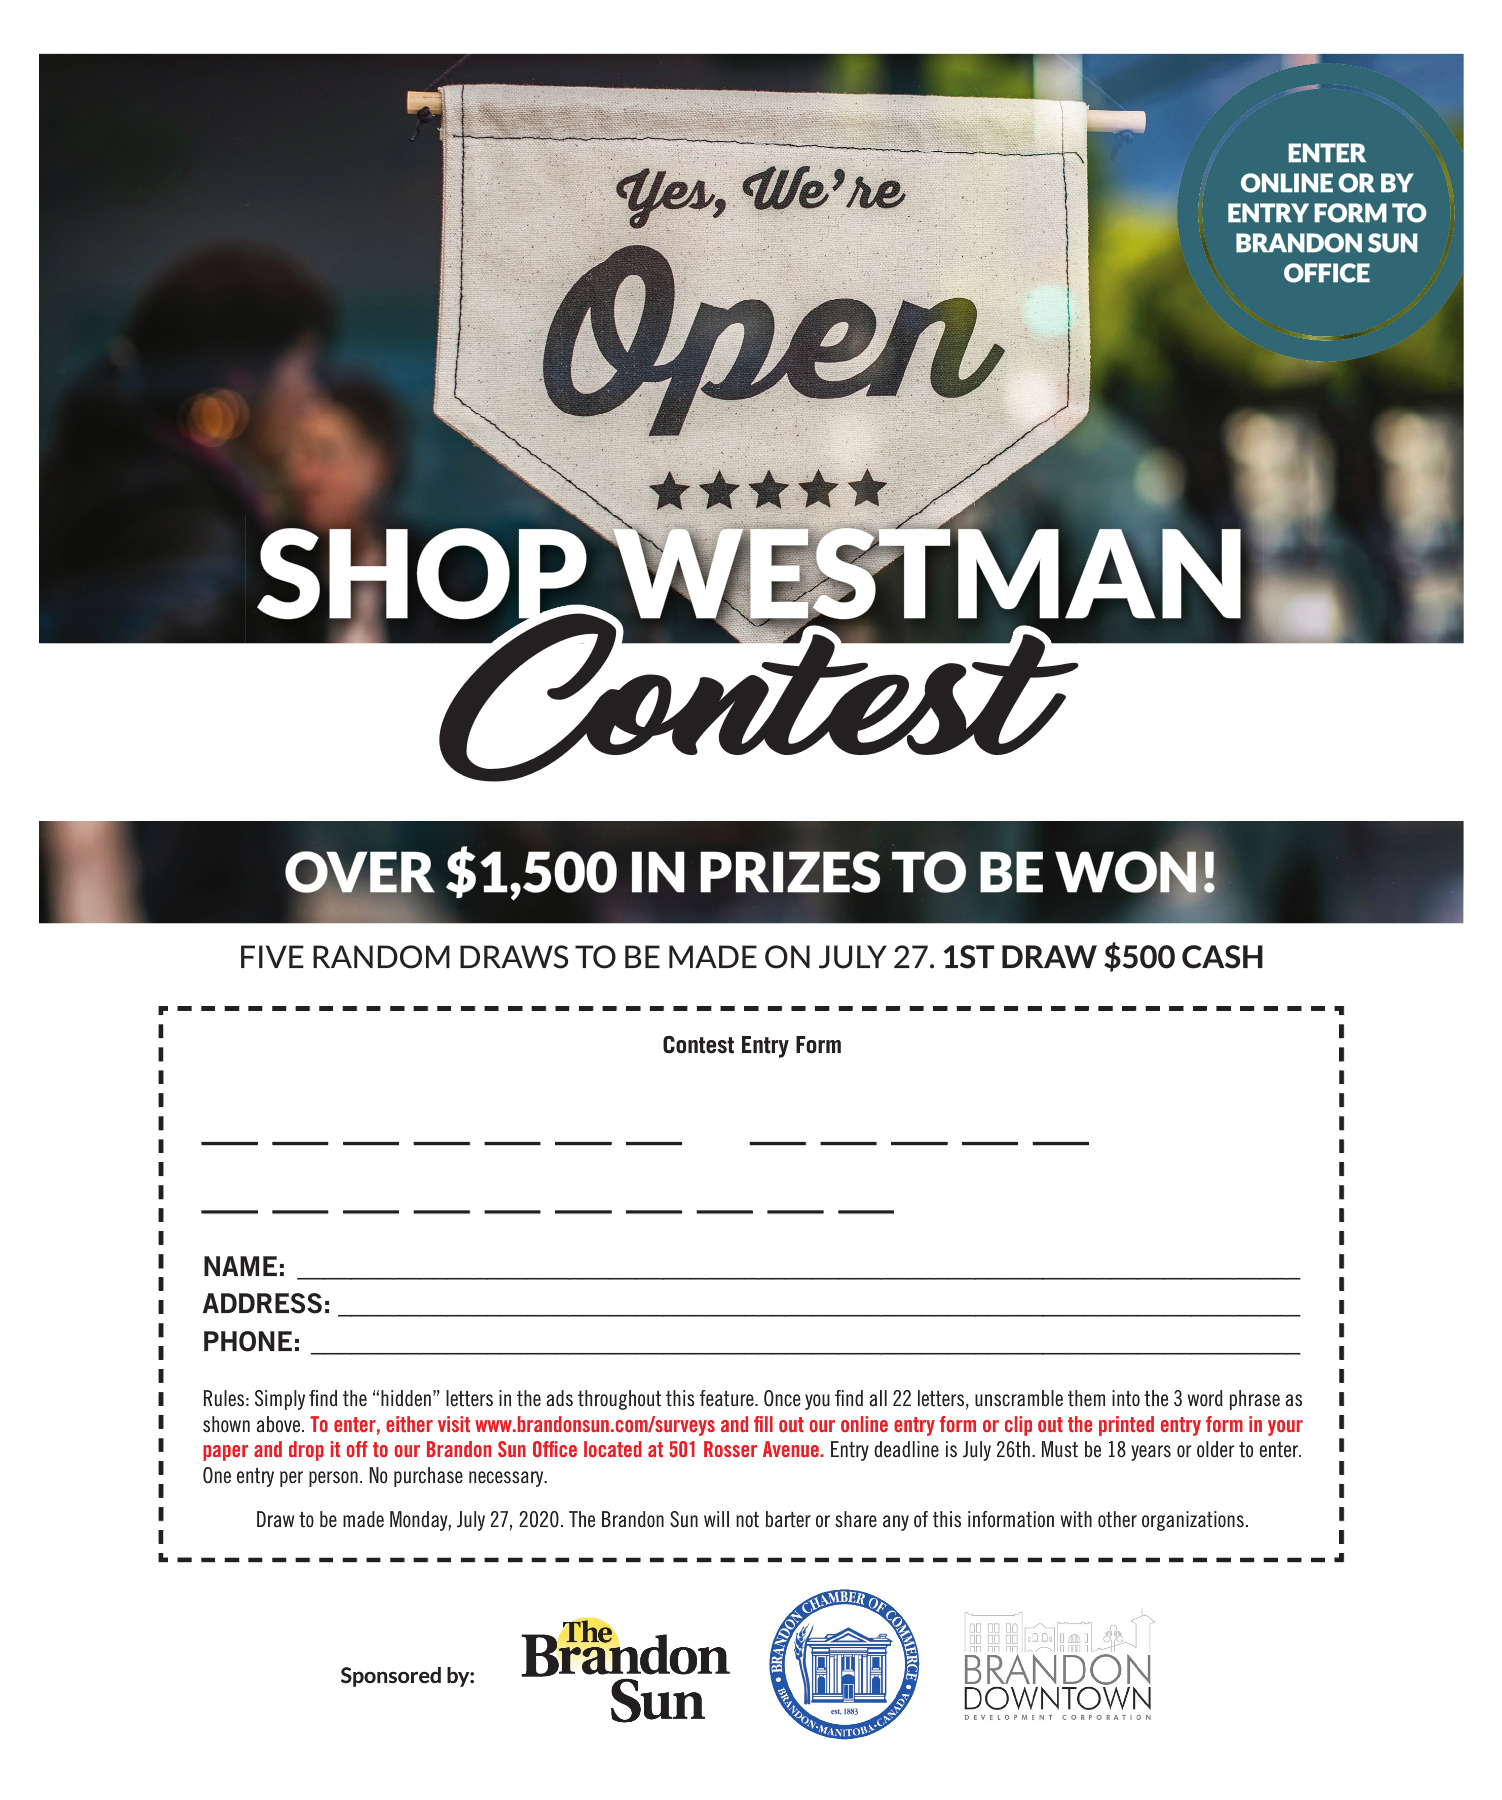 Yes, We're
Open
ENTER
ONLINE OR BY
ENTRY FORM TO
BRANDON SUN
OFFICE
SHOP WESTMAN
Contest
OVER $1,500 IN PRIZES TO BE WON!
FIVE RANDOM DRAWS TO BE MADE ON JULY 27. 1ST DRAW $500 CASH
Contest Entry Form
NAME:
ADDRESS:
PHONE:
Rules: Simply find the “hidden” letters in the ads throughout this feature. Once you find all 22 letters, unscramble them into the 3 word phrase as
shown above. To enter, either visit www.brandonsun.com/surveys and fill out our online entry form or clip out the printed entry form in your
paper and drop it off to our Brandon Sun Office located at 501 Rosser Avenue. Entry deadline is July 26th. Must be 18 years or older to enter.
One entry per person. No purchase necessary.
Draw to be made Monday, July 27, 2020. The Brandon Sun will not barter or share any of this information with other organizations.
Sponsored by:
The
Brandon
Sun
BRANDON CHAMBER OF COMMERCE
est. 1883
BRANDON•MANITOBA•CANADA
BRANDON
DOWNTOWN
DEVELOPMENT CORPORATION